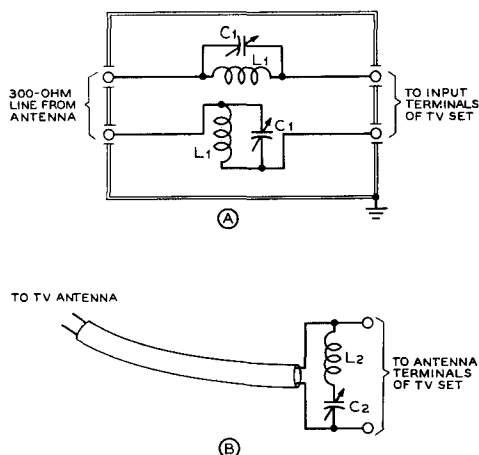 C1
L1
300-OHM
LINE FROM
ANTENNA
TO INPUT
TERMINALS
OF TV SET
L1
C1
A
TO TV ANTENNA
L2
C2
TO ANTENNA
TERMINALS
OF TV SET
B